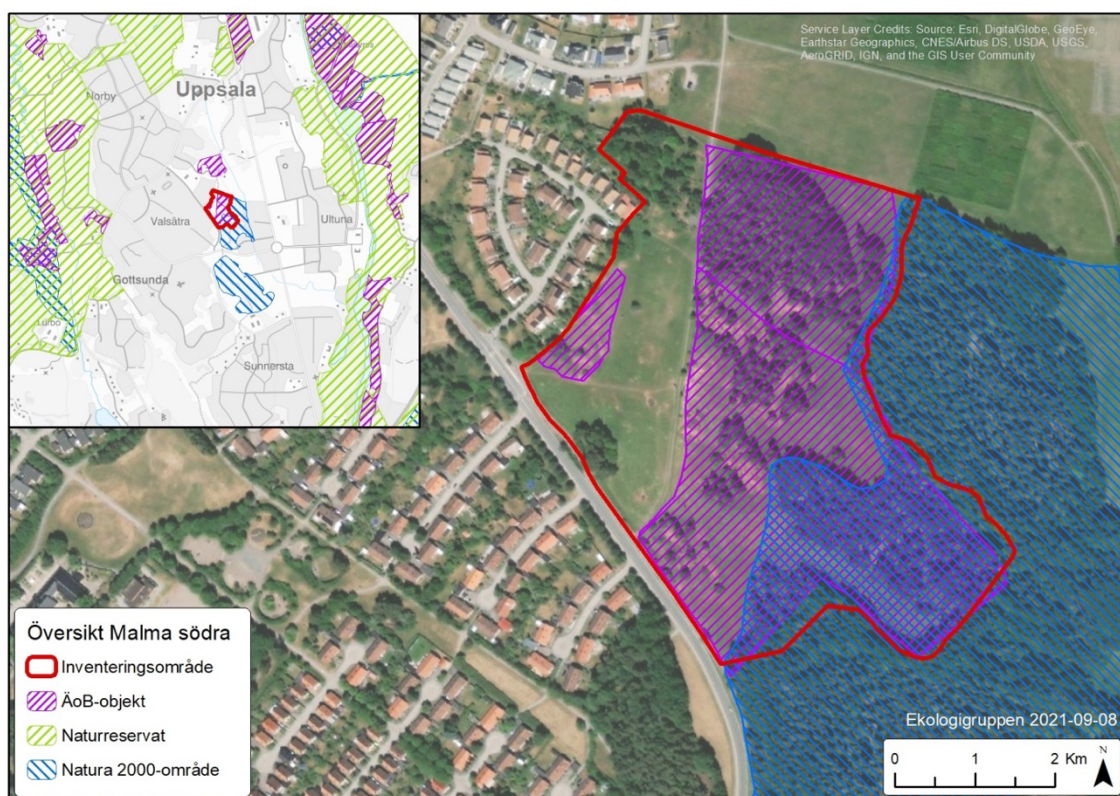 Service Layer Credits: Source: Esri, DigitalGlobe, GeoEye,
Earthstar Geographics, CNES/Airbus DS, USDA, USGS,
AeroGRID, IGN, and the GIS User Community
Uppsala
Norby
Valsätra
Ultuna
Gottsunda
Lurbo
Sunnersta
Översikt Malma södra
Inventeringsområde
ÄoB-objekt
Naturreservat
Natura 2000-område
Ekologigruppen 2021-09-08
0 1 2 Km
N